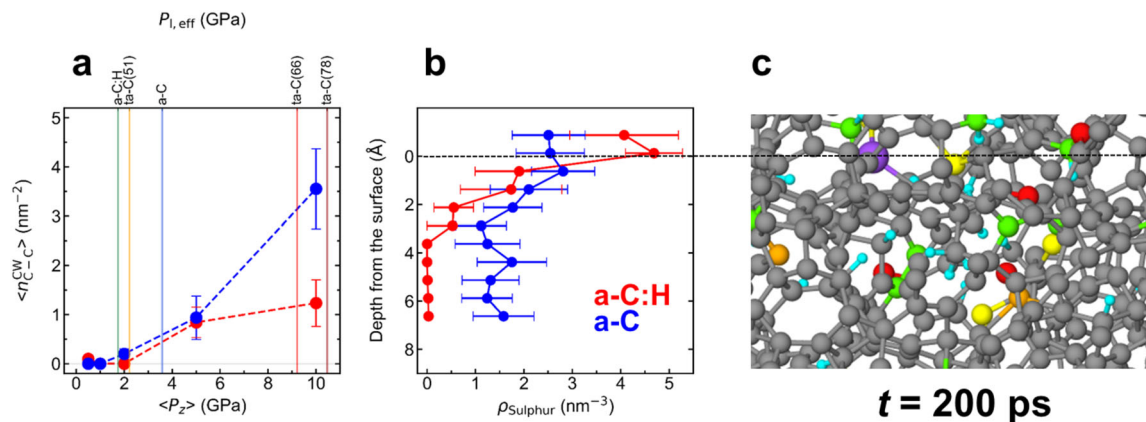 P_l, eff (GPa)
a
a-C:H
ta-C(51)
a-C
ta-C(66)
ta-C(78)
5
4
3
2
1
0
<n^CW_C−C> (nm⁻²)
0 2 4 6 8 10
<P_z> (GPa)
b
0
2
4
6
8
Depth from the surface (Å)
a-C:H
a-C
0 1 2 3 4 5
ρ_Sulphur (nm⁻³)
c
t = 200 ps